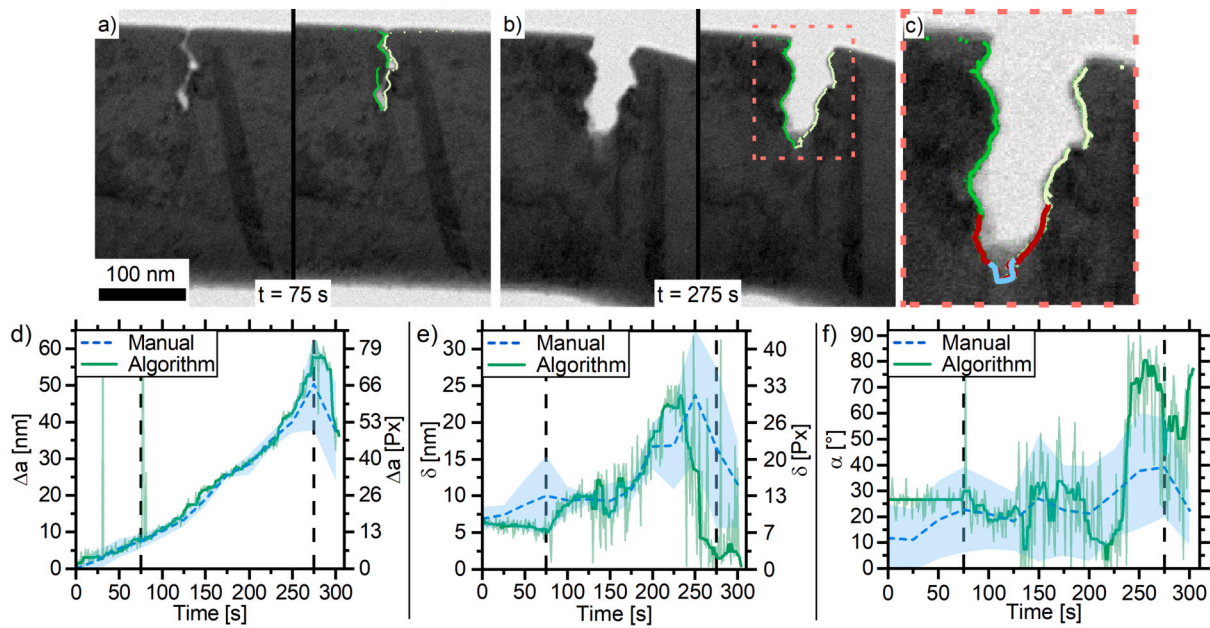 a)
b)
c)
100 nm
t = 75 s
t = 275 s
d)
Manual
Algorithm
60
50
40
30
20
10
0
Δa [nm]
79
66
53
40
26
13
0
Δa [Px]
0 50 100 150 200 250 300
Time [s]
e)
Manual
Algorithm
30
25
20
15
10
5
0
δ [nm]
40
33
26
20
13
7
0
δ [Px]
0 50 100 150 200 250 300
Time [s]
f)
Manual
Algorithm
90
80
70
60
50
40
30
20
10
0
α [°]
0 50 100 150 200 250 300
Time [s]